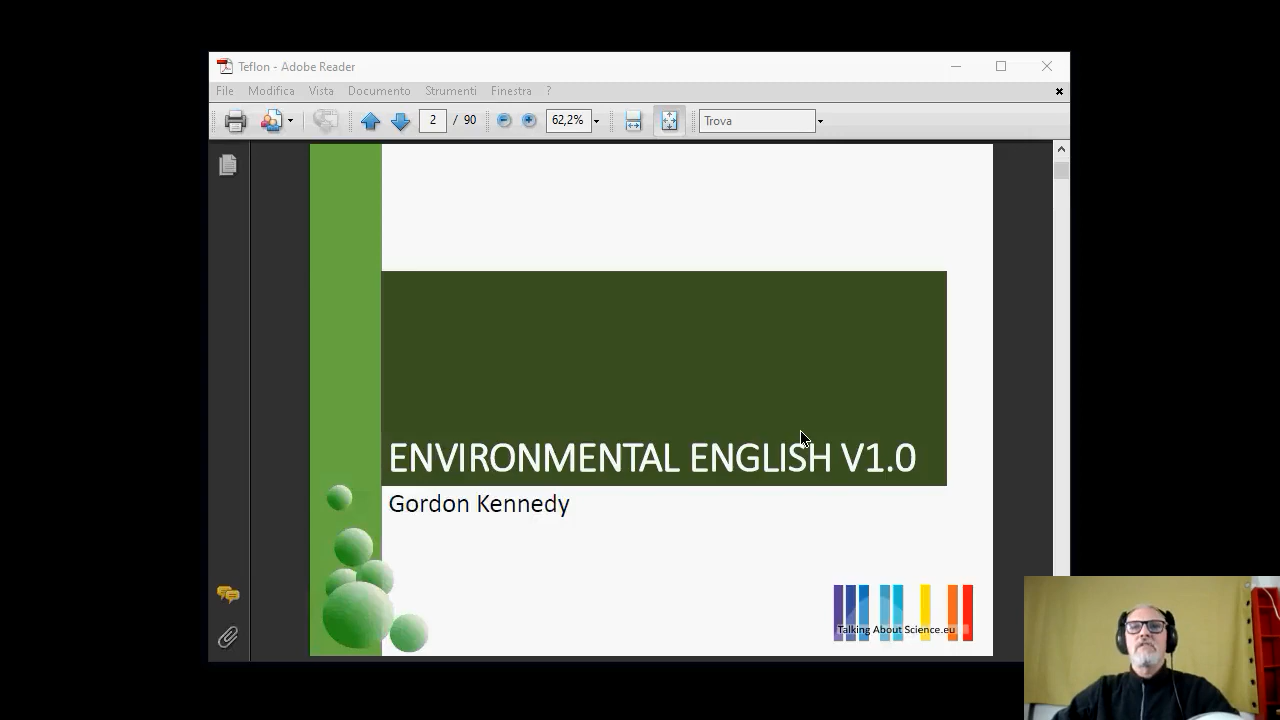 Teflon - Adobe Reader
File Modifica Vista Documento Strumenti Finestra ?
2 / 90 62,2% Trova
ENVIRONMENTAL ENGLISH V1.0
Gordon Kennedy
Talking About Science.eu